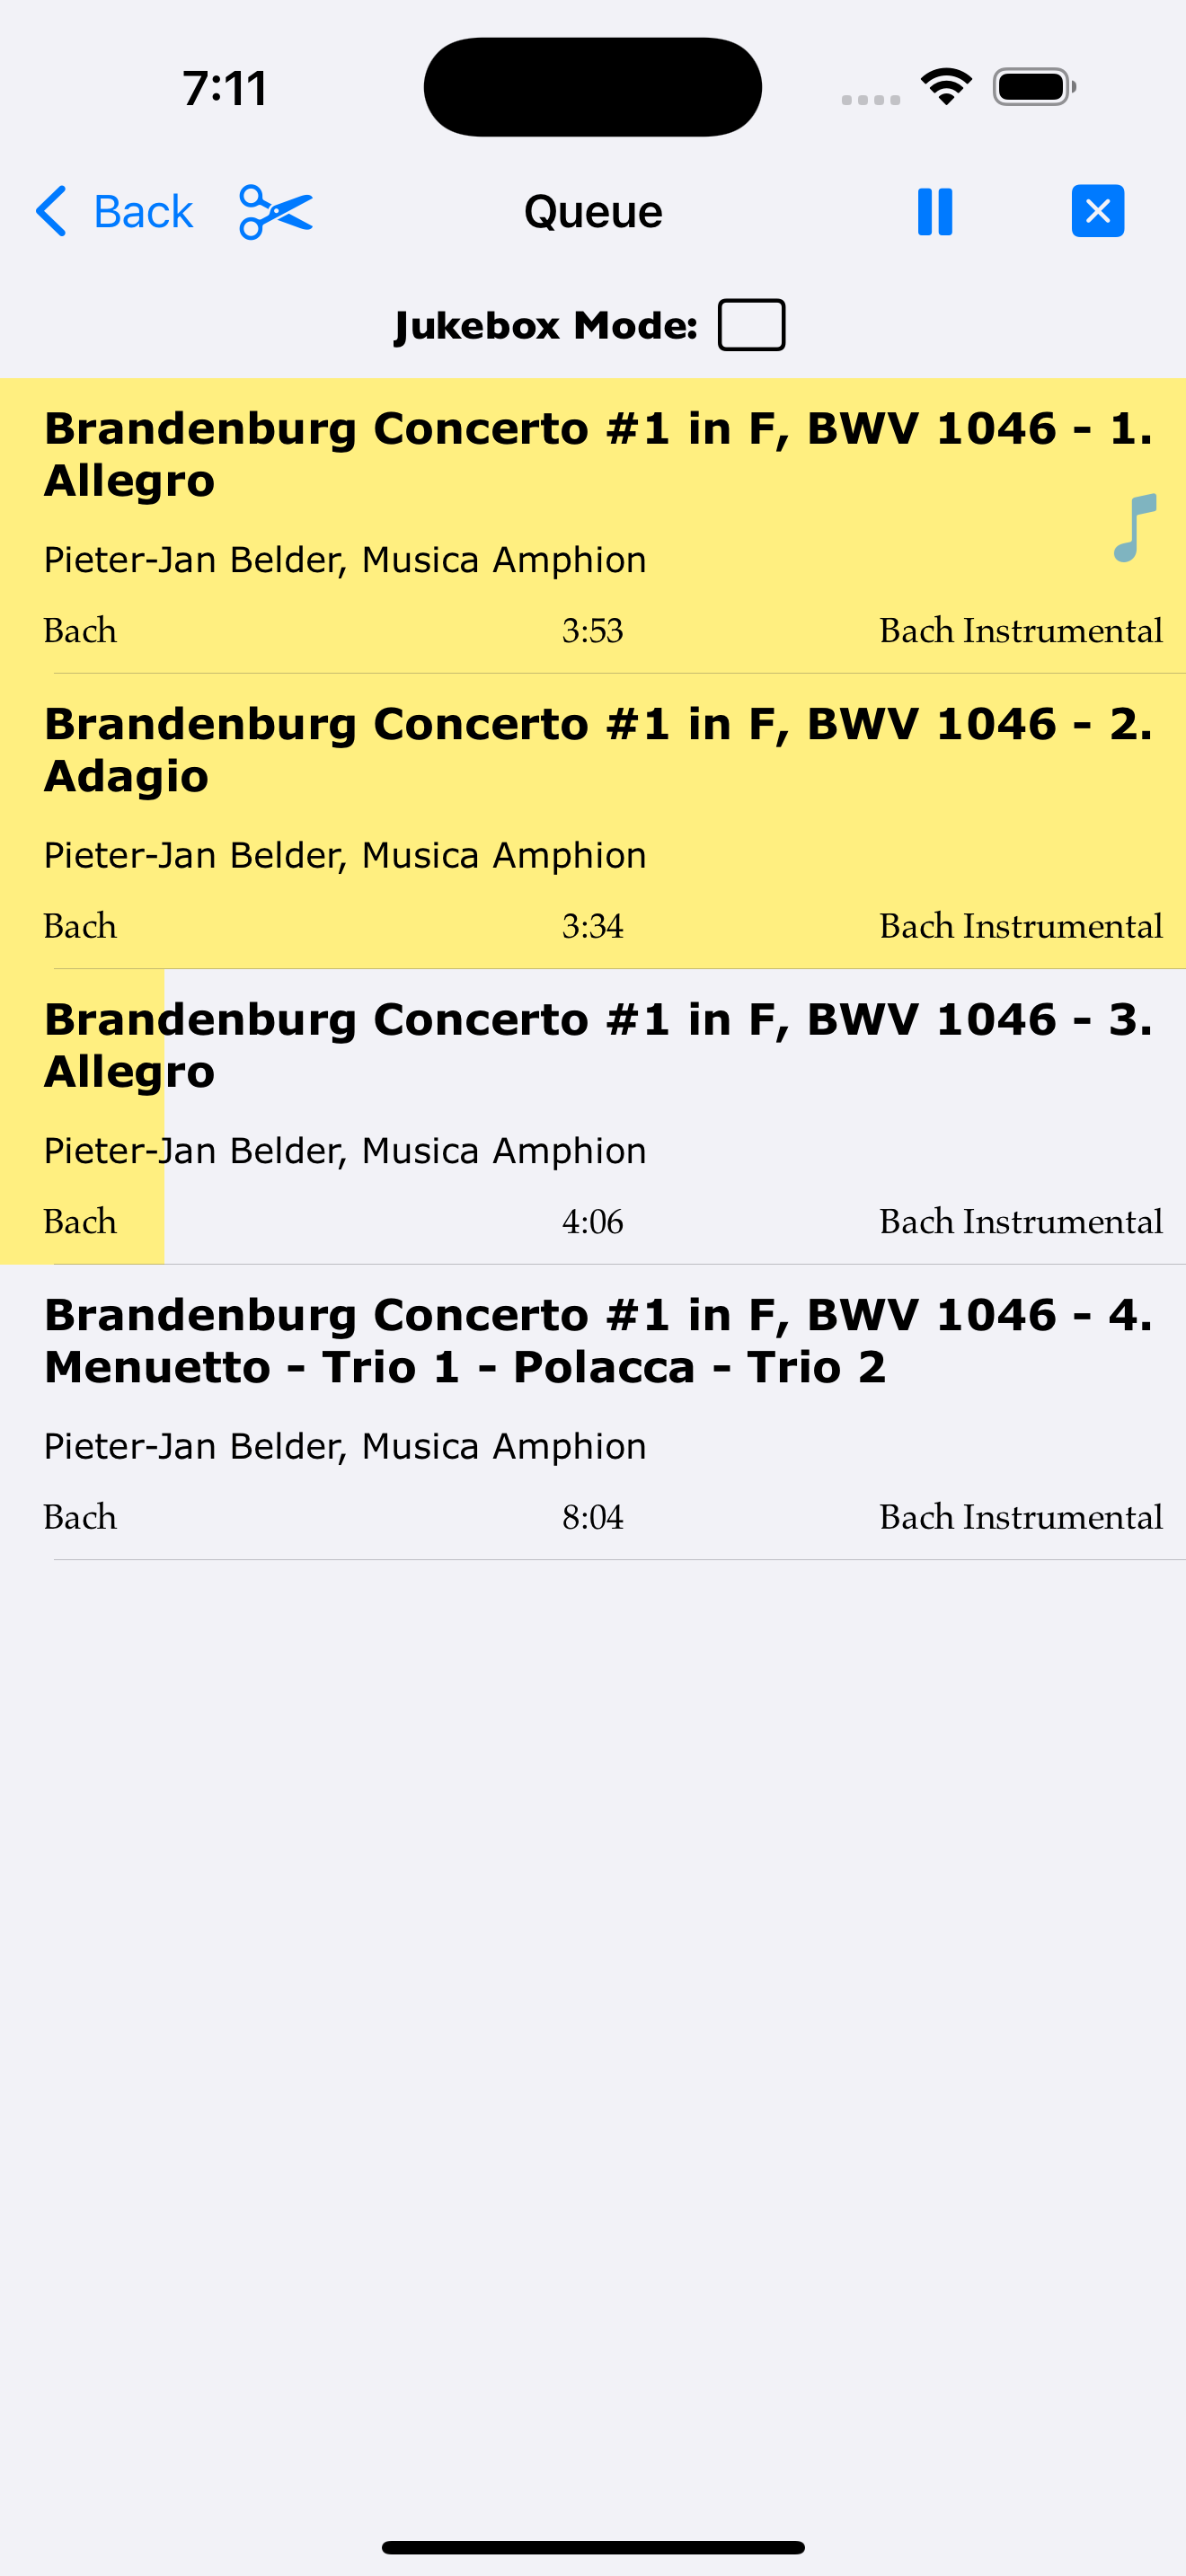 7:11
Back Queue
Jukebox Mode:
Brandenburg Concerto #1 in F, BWV 1046 - 1.
Allegro
Pieter-Jan Belder, Musica Amphion
Bach 3:53 Bach Instrumental
Brandenburg Concerto #1 in F, BWV 1046 - 2.
Adagio
Pieter-Jan Belder, Musica Amphion
Bach 3:34 Bach Instrumental
Brandenburg Concerto #1 in F, BWV 1046 - 3.
Allegro
Pieter-Jan Belder, Musica Amphion
Bach 4:06 Bach Instrumental
Brandenburg Concerto #1 in F, BWV 1046 - 4.
Menuetto - Trio 1 - Polacca - Trio 2
Pieter-Jan Belder, Musica Amphion
Bach 8:04 Bach Instrumental